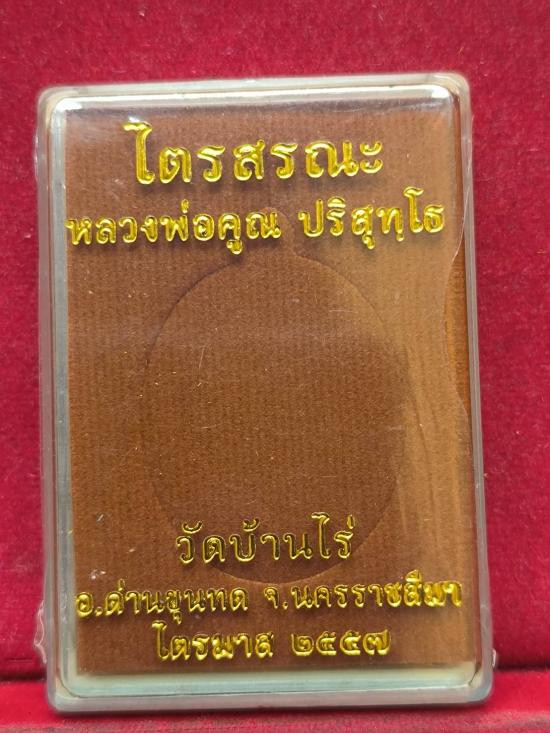 ไตรสรณะ
หลวงพ่อคูณ ปริสุทฺโธ
วัดบ้านไร่
อ.ด่านขุนทด จ.นครราชสีมา
ไตรมาส ๒๕๕๗